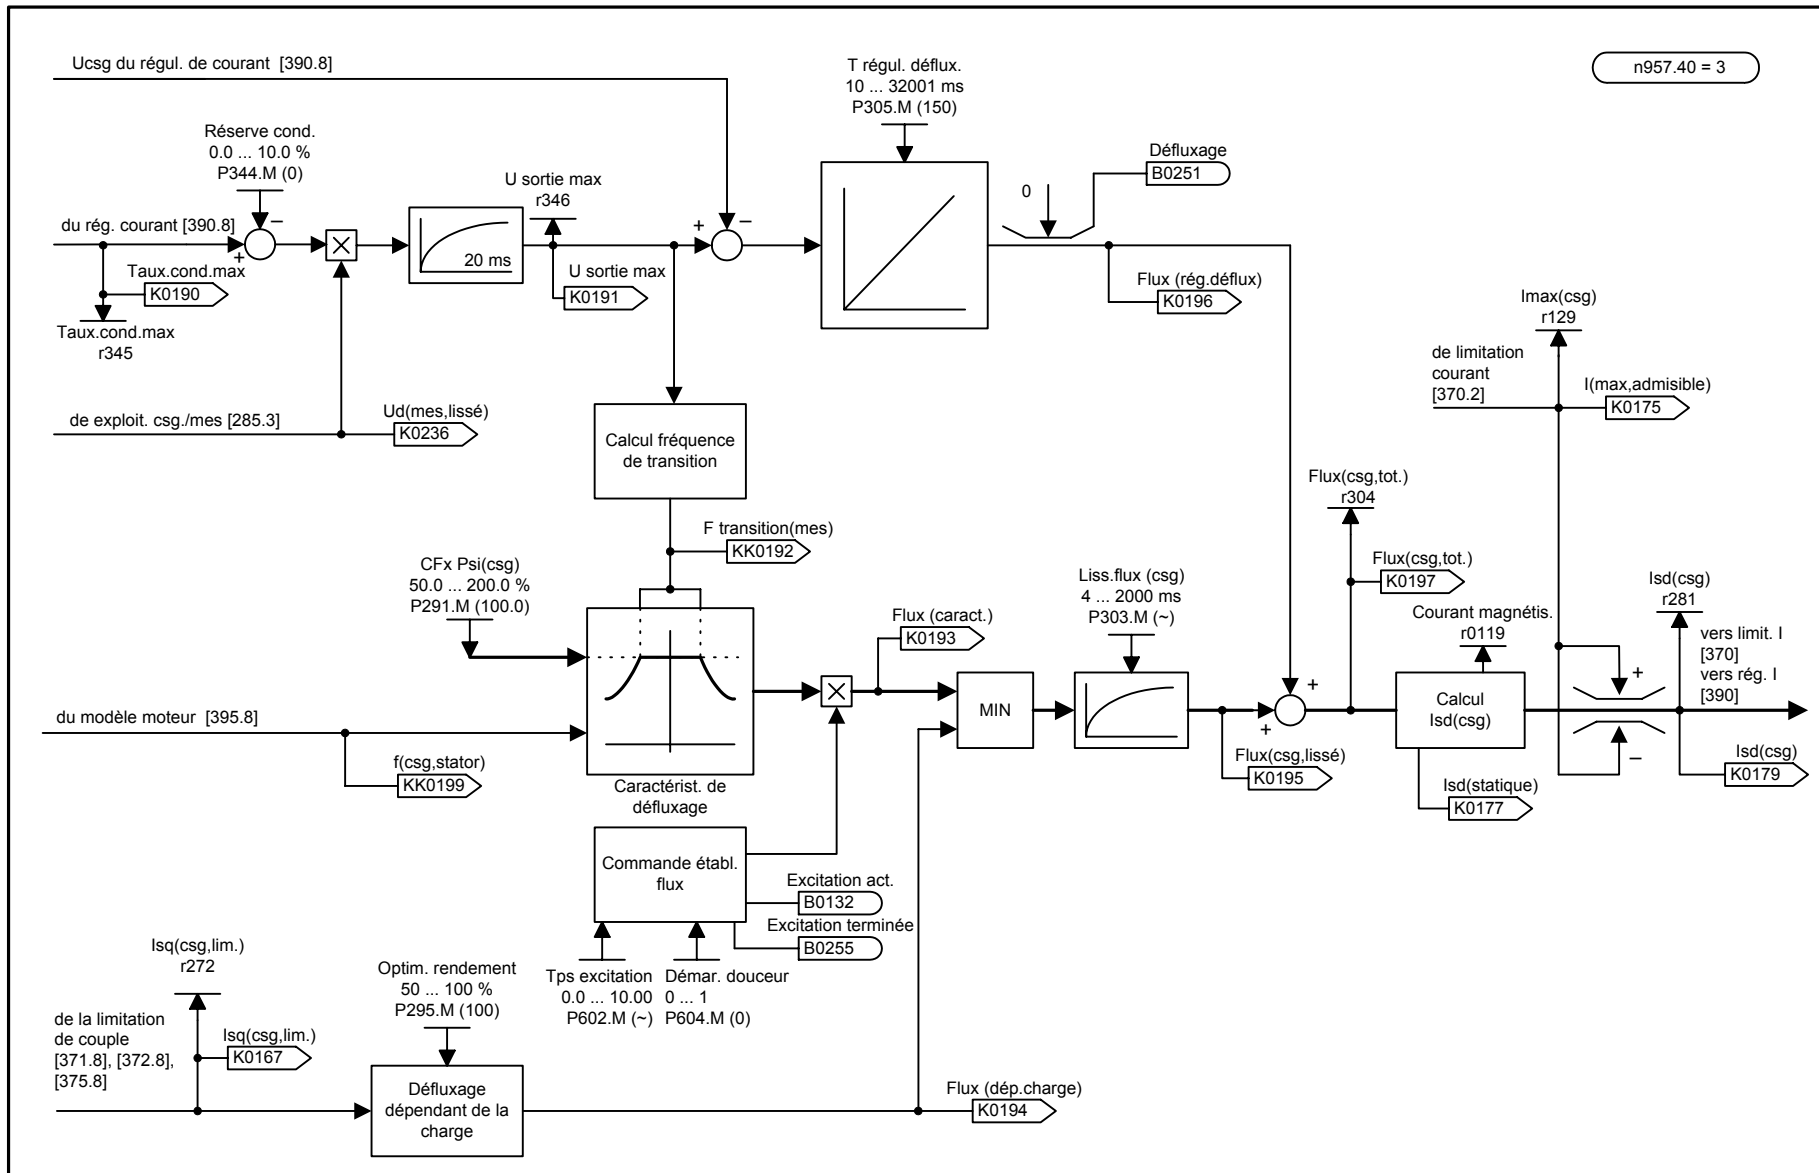 Ucsg du régul. de courant [390.8]
T régul. déflux.
10 ... 32001 ms
P305.M (150)
n957.40 = 3
Réserve cond.
0.0 ... 10.0 %
P344.M (0)
U sortie max
r346
Défluxage
B0251
0
du rég. courant [390.8]
–
+
×
20 ms
+
–
Taux.cond.max
K0190
U sortie max
K0191
Flux (rég.déflux)
K0196
Taux.cond.max
r345
Imax(csg)
r129
de limitation
courant
[370.2]
I(max,admisible)
K0175
de exploit. csg./mes [285.3]
Ud(mes,lissé)
K0236
Calcul fréquence
de transition
Flux(csg,tot.)
r304
F transition(mes)
KK0192
CFx Psi(csg)
50.0 ... 200.0 %
P291.M (100.0)
Liss.flux (csg)
4 ... 2000 ms
P303.M (~)
Flux(csg,tot.)
K0197
Isd(csg)
r281
Flux (caract.)
K0193
Courant magnétis.
r0119
vers limit. I
[370]
vers rég. I
[390]
×
MIN
+
+
Calcul
Isd(csg)
+
–
du modèle moteur [395.8]
f(csg,stator)
KK0199
Flux(csg,lissé)
K0195
Isd(csg)
K0179
Isd(statique)
K0177
Caractérist. de
défluxage
Commande établ.
flux
Excitation act.
B0132
Excitation terminée
B0255
Isq(csg,lim.)
r272
Optim. rendement
50 ... 100 %
P295.M (100)
Tps excitation
0.0 ... 10.00
P602.M (~)
Démar. douceur
0 ... 1
P604.M (0)
de la limitation
de couple
[371.8], [372.8],
[375.8]
Isq(csg,lim.)
K0167
Défluxage
dépendant de la
charge
Flux (dép.charge)
K0194